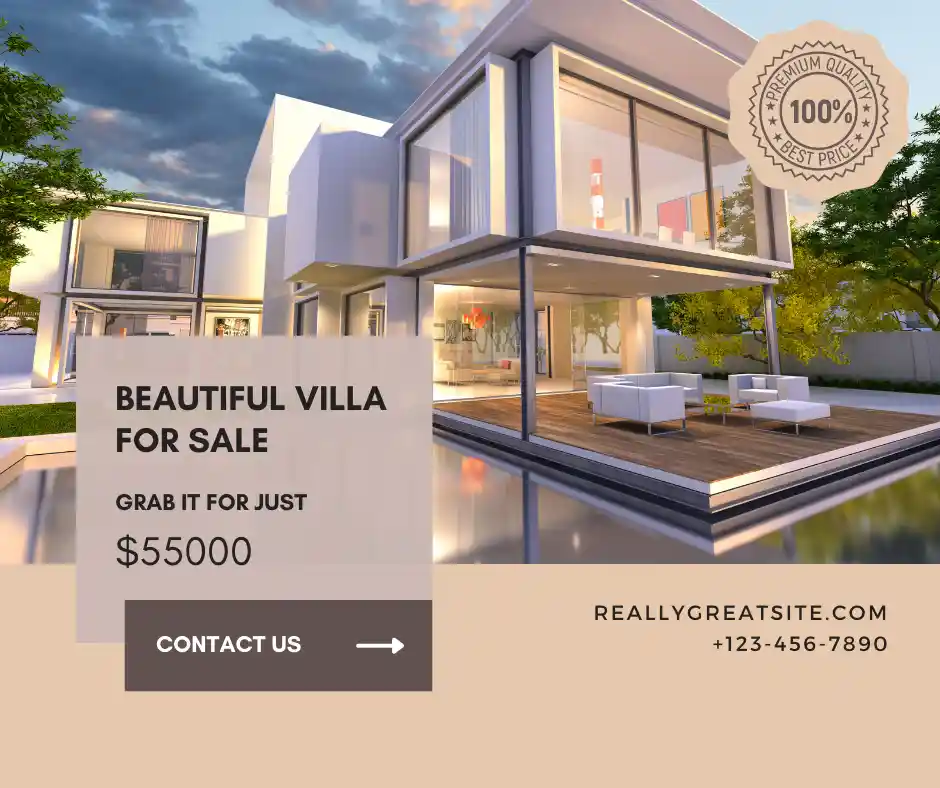 PREMIUM QUALITY
100%
BEST PRICE
BEAUTIFUL VILLA
FOR SALE
GRAB IT FOR JUST
$55000
CONTACT US
REALLYGREATSITE.COM
+123-456-7890